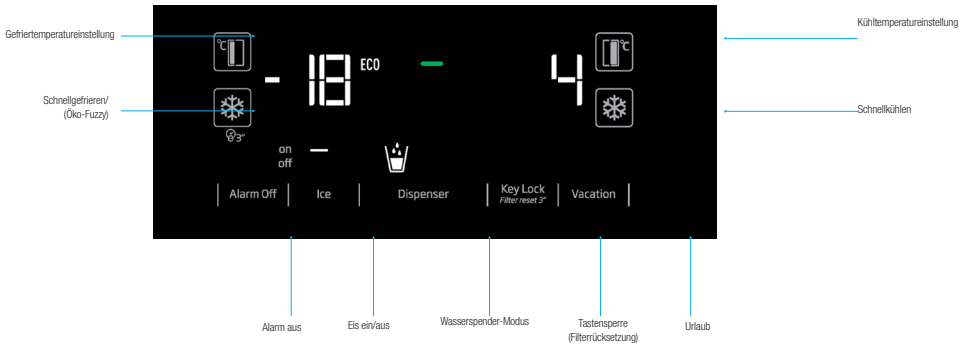 Gefriertemperatureinstellung
Kühltemperatureinstellung
°C
-18
ECO
4
°C
Schnellgefrieren/
(Öko-Fuzzy)
Schnellkühlen
3"
on
off
Alarm Off
Ice
Dispenser
Key Lock
Filter reset 3"
Vacation
Alarm aus
Eis ein/aus
Wasserspender-Modus
Tastensperre
(Filterrücksetzung)
Urlaub